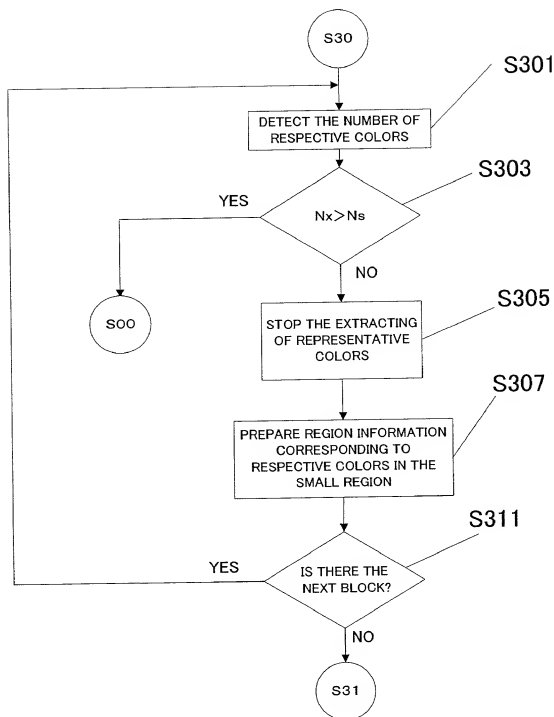 S30
S301
DETECT THE NUMBER OF
RESPECTIVE COLORS
S303
YES
Nx>Ns
NO
S00
S305
STOP THE EXTRACTING
OF REPRESENTATIVE
COLORS
S307
PREPARE REGION INFORMATION
CORRESPONDING TO
RESPECTIVE COLORS IN THE
SMALL REGION
S311
YES
IS THERE THE
NEXT BLOCK?
NO
S31